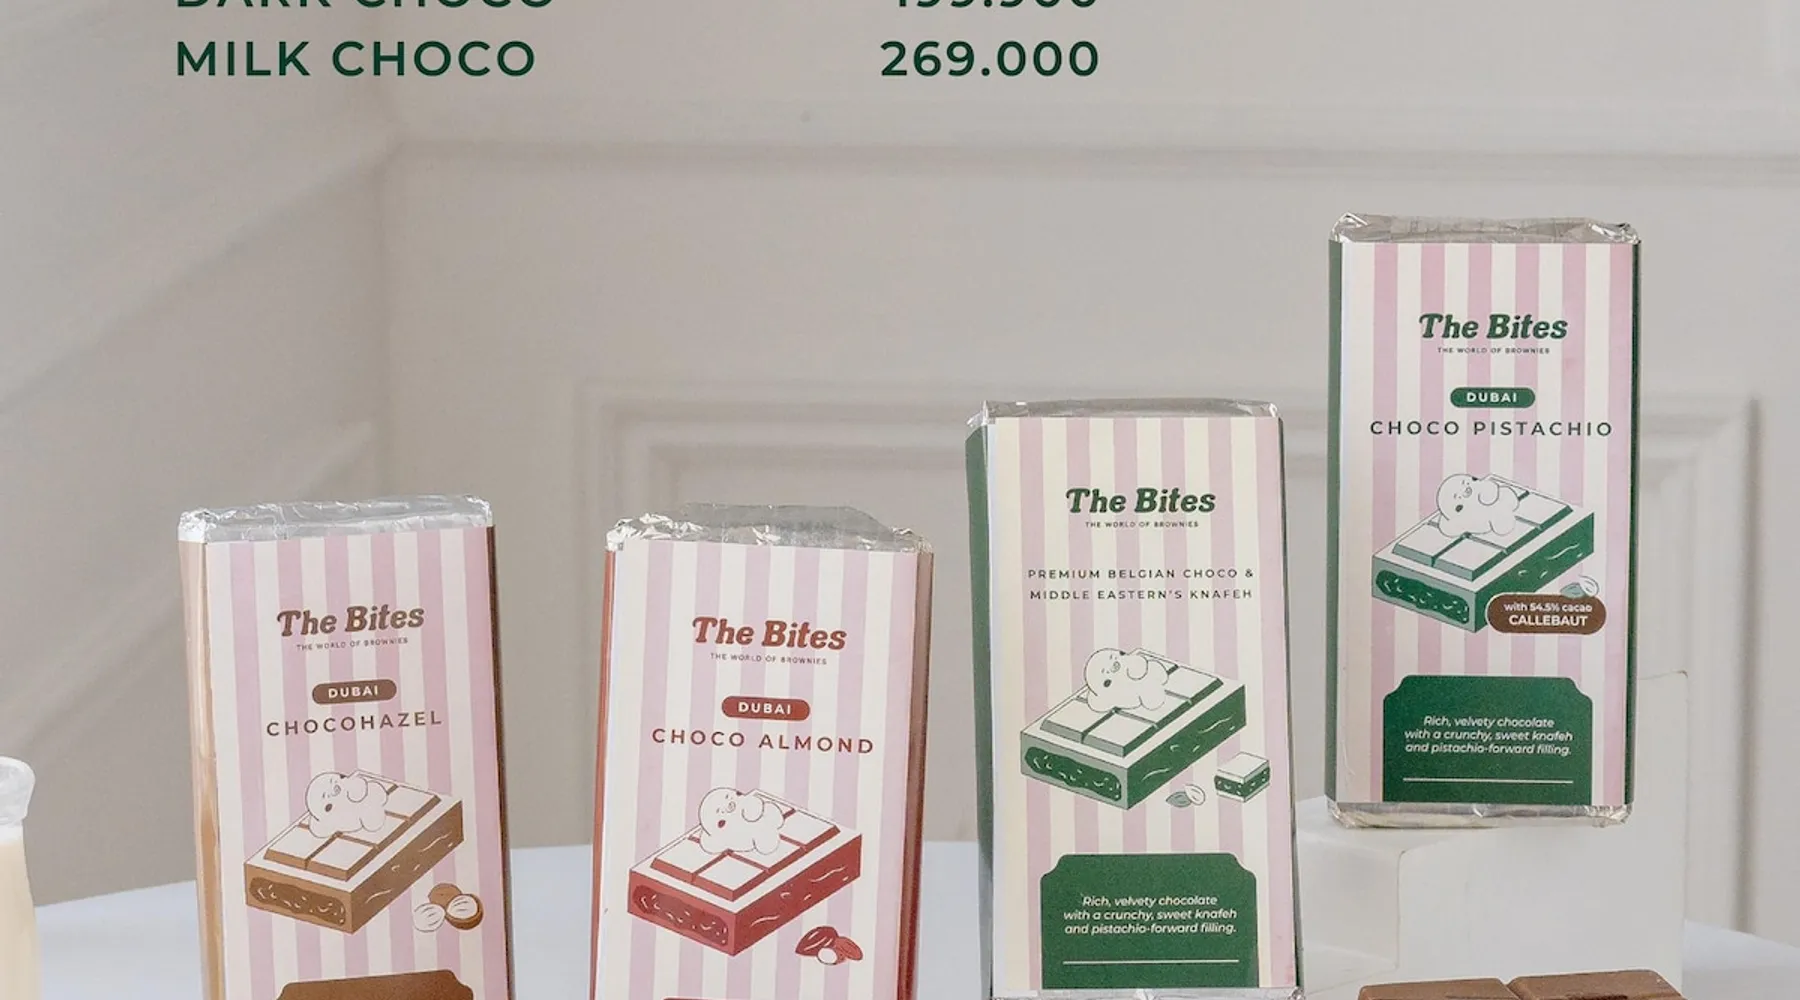 DARK CHOCO
MILK CHOCO 269.000
The Bites
THE WORLD OF BROWNIES
DUBAI
CHOCOHAZEL
The Bites
THE WORLD OF BROWNIES
DUBAI
CHOCO ALMOND
The Bites
THE WORLD OF BROWNIES
PREMIUM BELGIAN CHOCO &
MIDDLE EASTERN'S KNAFEH
Rich, velvety chocolate
with a crunchy, sweet knafeh
and pistachio-forward filling.
The Bites
THE WORLD OF BROWNIES
DUBAI
CHOCO PISTACHIO
with 54.5% cacao
CALLEBAUT
Rich, velvety chocolate
with a crunchy, sweet knafeh
and pistachio-forward filling.